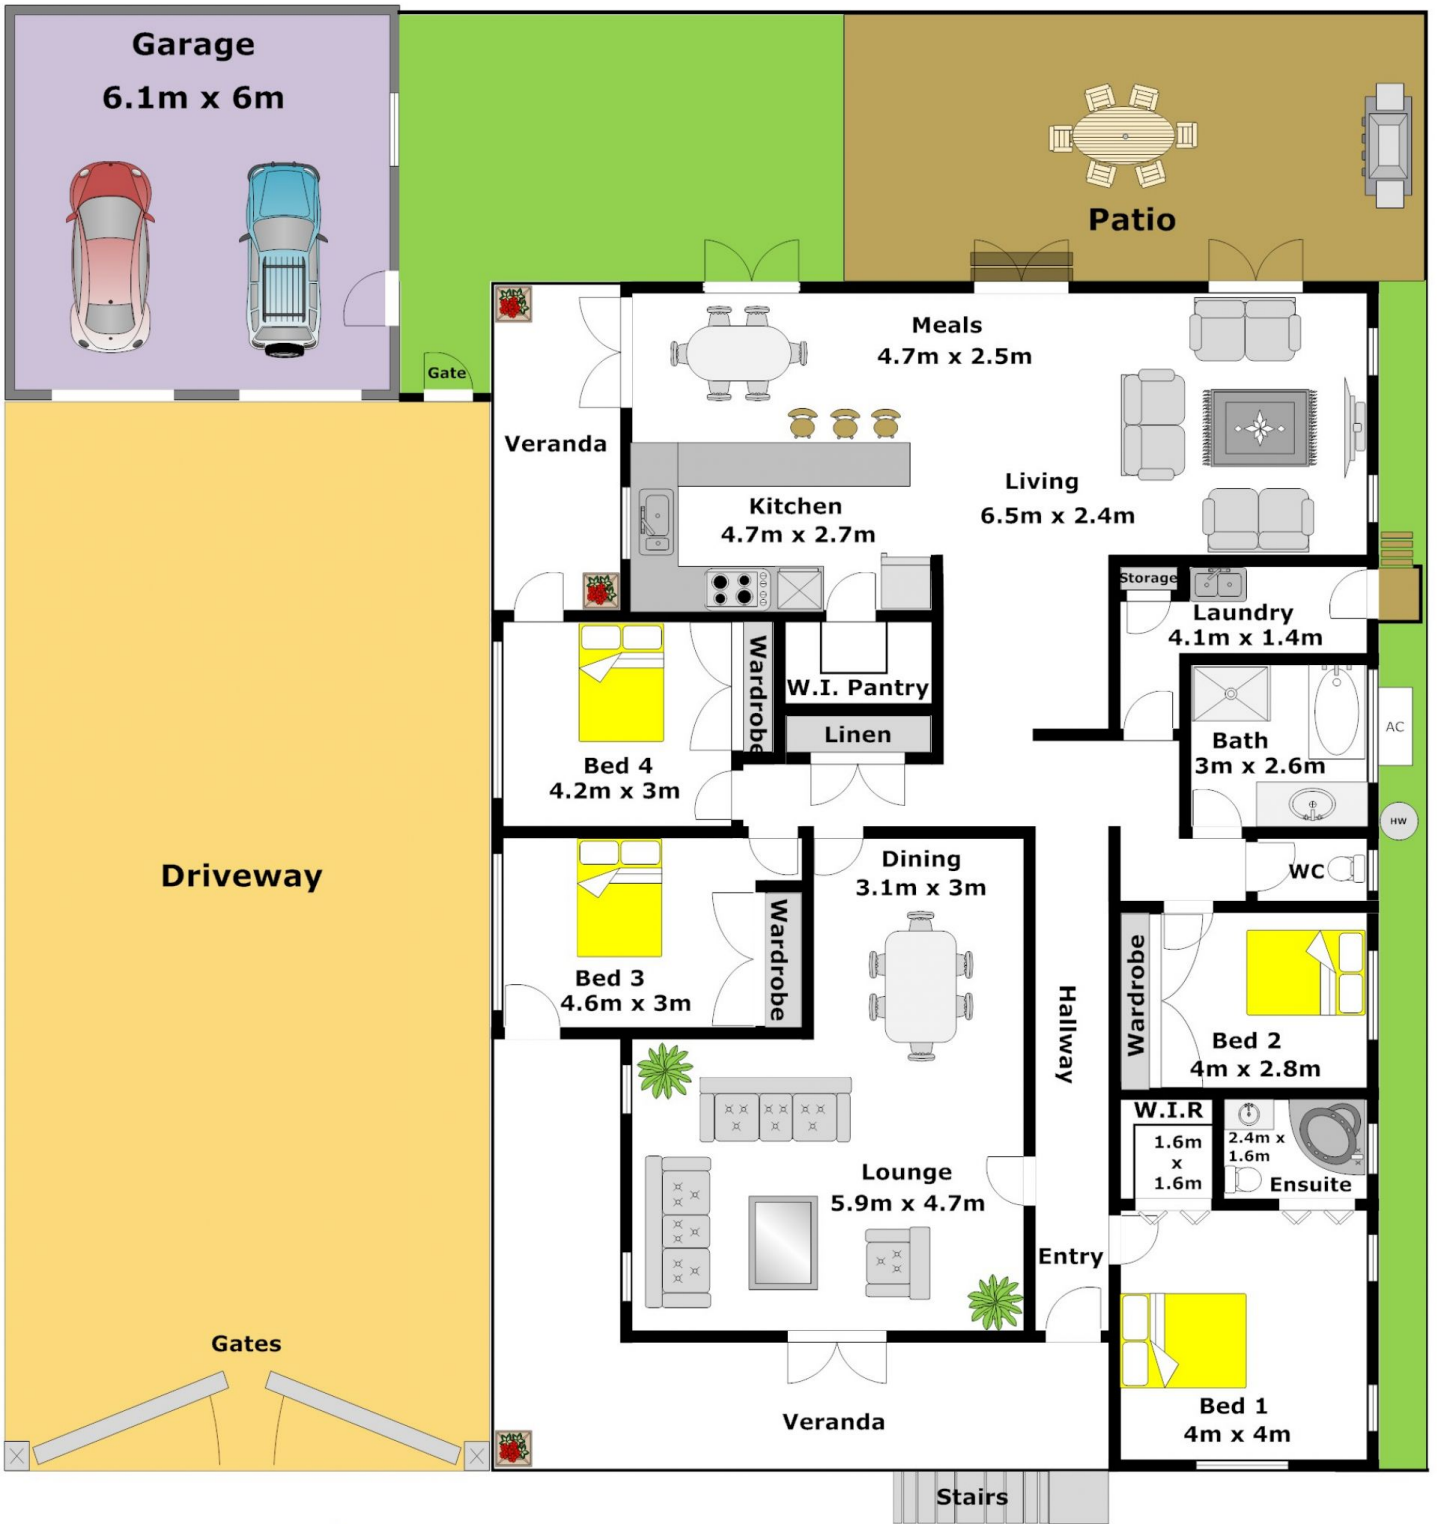 Garage
6.1m x 6m
Patio
Gate
Meals
4.7m x 2.5m
Veranda
Living
6.5m x 2.4m
Kitchen
4.7m x 2.7m
Storage
Laundry
4.1m x 1.4m
Wardrobe
W.I. Pantry
Linen
Bed 4
4.2m x 3m
Bath
3m x 2.6m
AC
HW
Driveway
Dining
3.1m x 3m
WC
Wardrobe
Bed 3
4.6m x 3m
Hallway
Wardrobe
Bed 2
4m x 2.8m
W.I.R
1.6m
x
1.6m
2.4m x
1.6m
Ensuite
Lounge
5.9m x 4.7m
Entry
Gates
Veranda
Bed 1
4m x 4m
Stairs